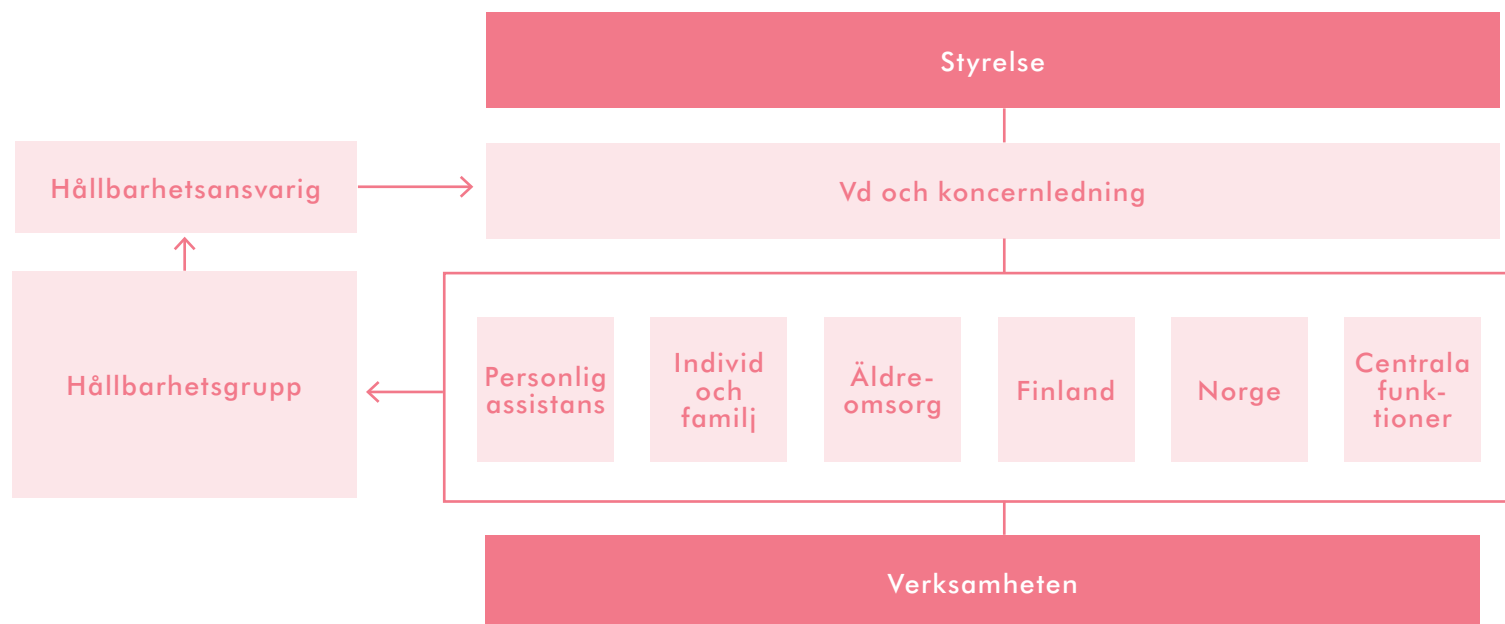 Styrelse
Hållbarhetsansvarig
Vd och koncernledning
Hållbarhetsgrupp
Personlig
assistans
Individ
och
familj
Äldre-
omsorg
Finland
Norge
Centrala
funk-
tioner
Verksamheten